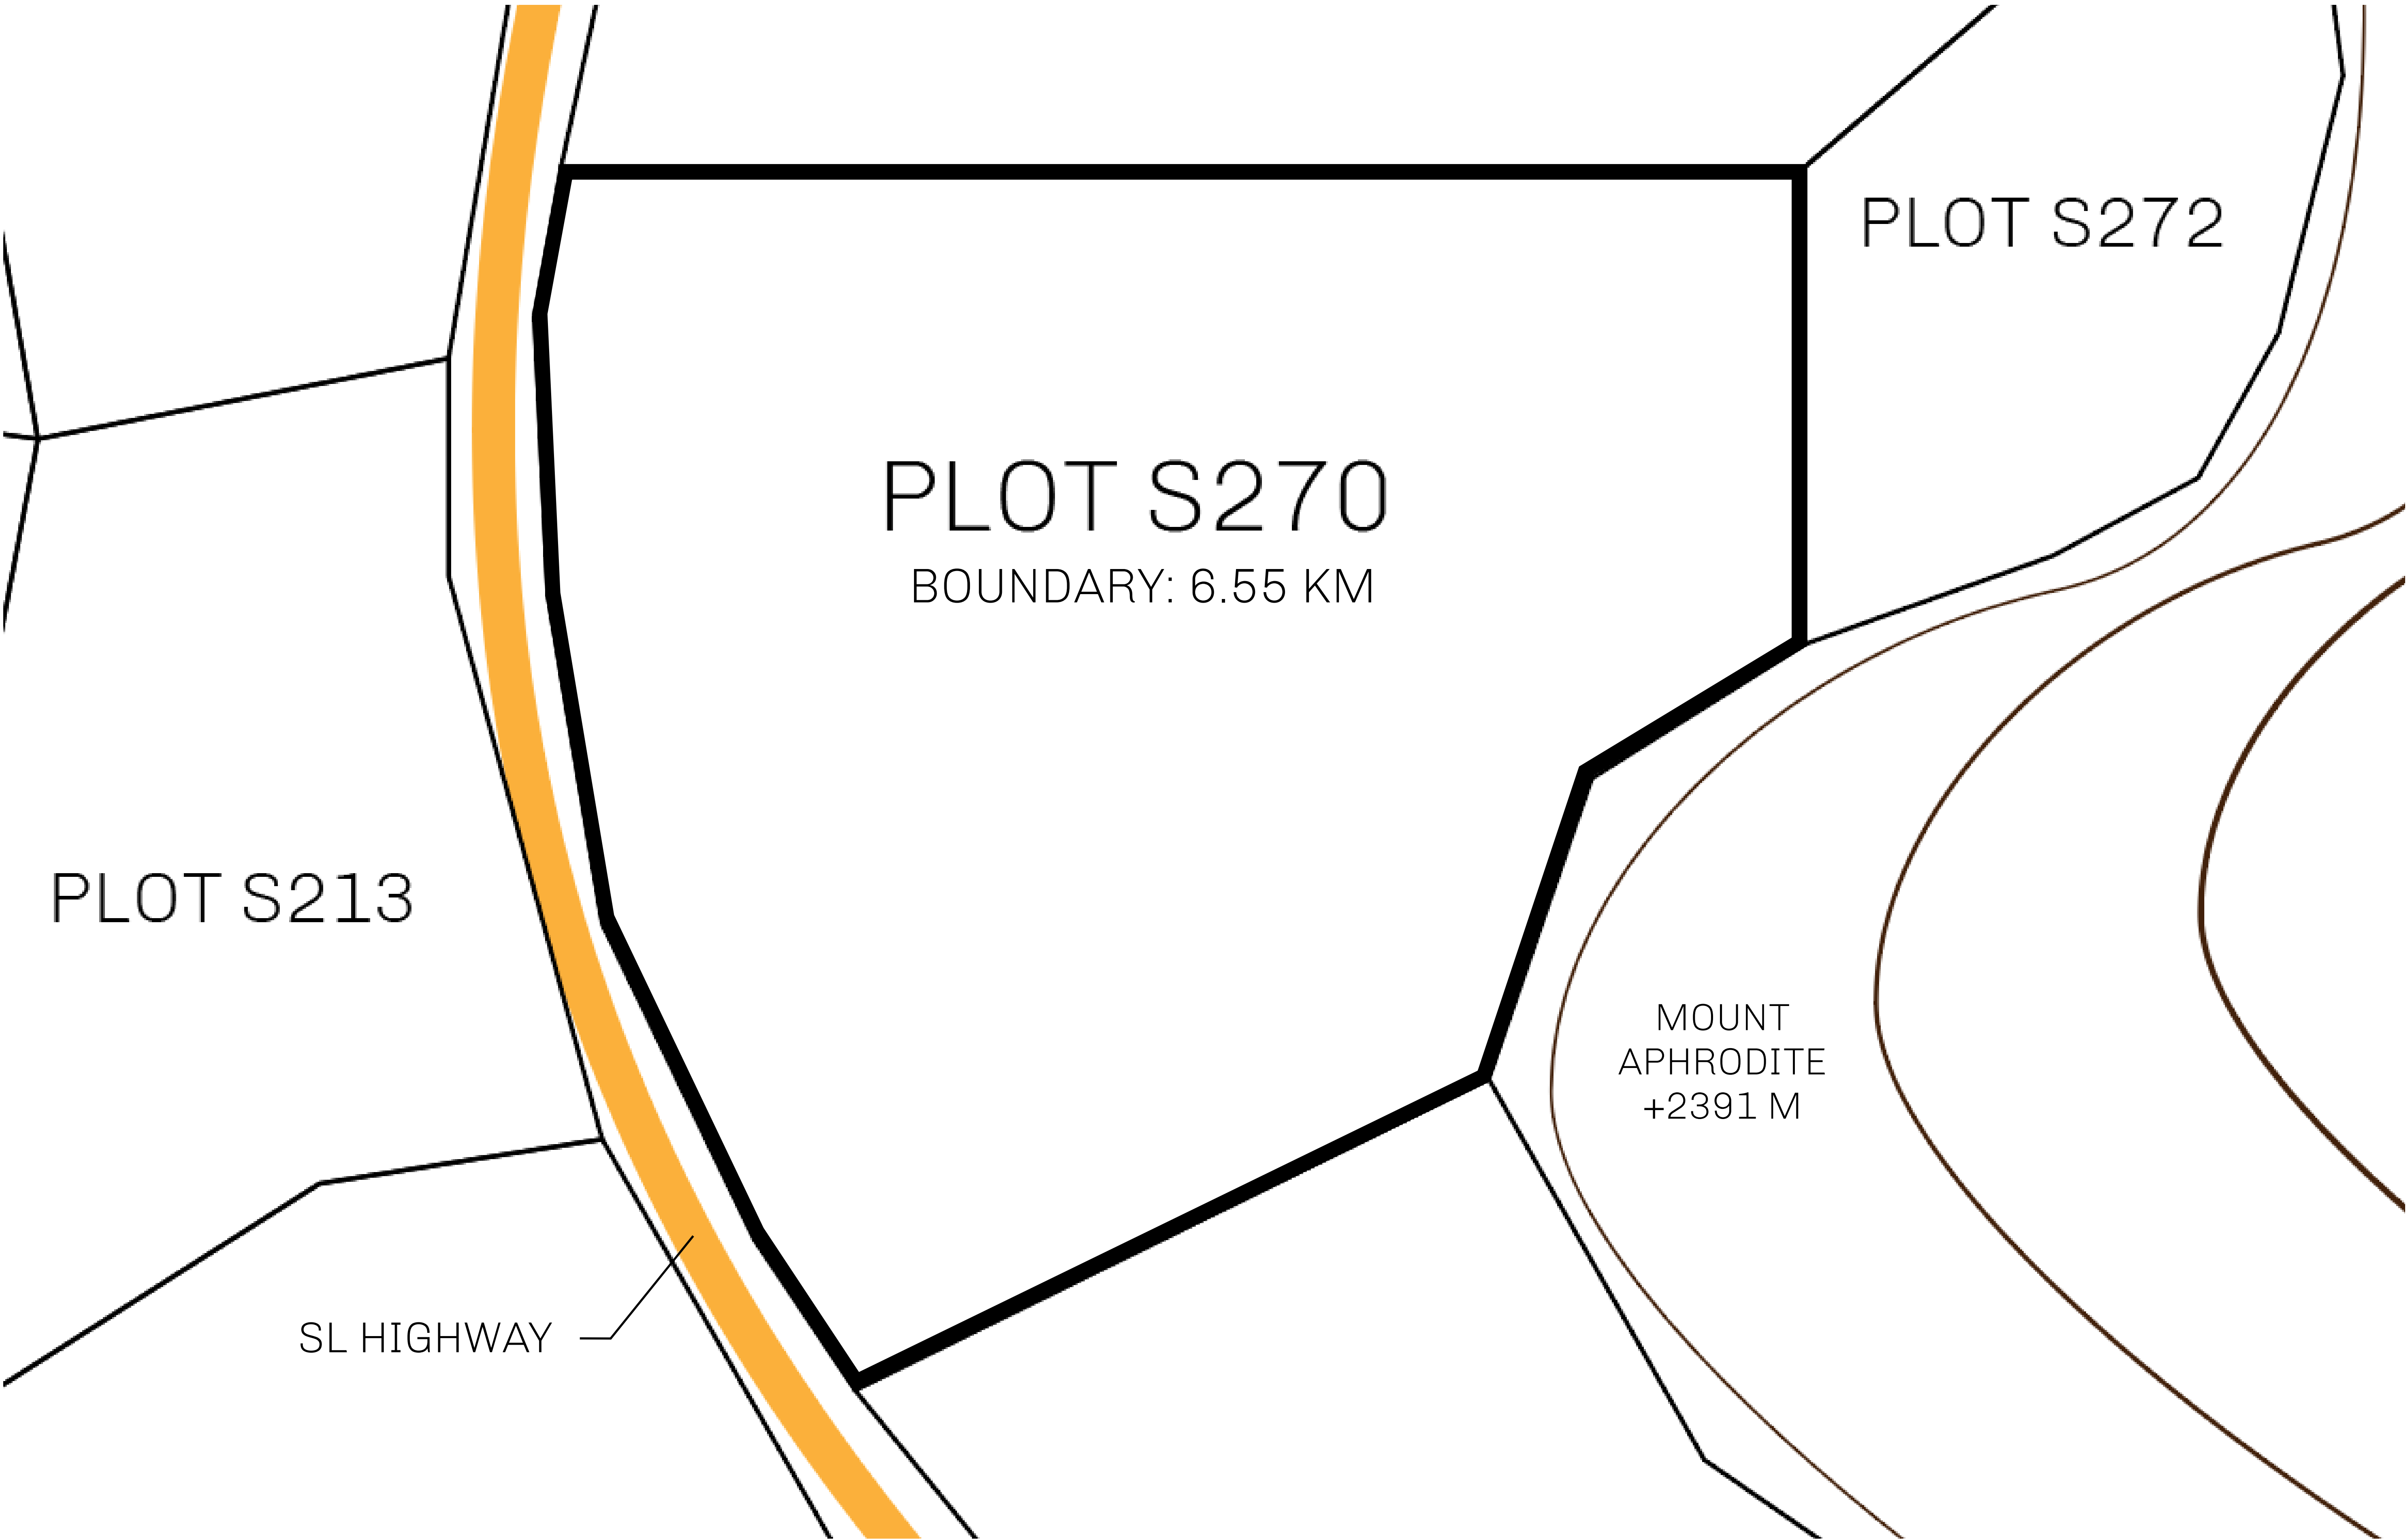 PLOT S272
PLOT S270
BOUNDARY: 6.55 KM
PLOT S213
MOUNT
APHRODITE
+2391 M
SL HIGHWAY